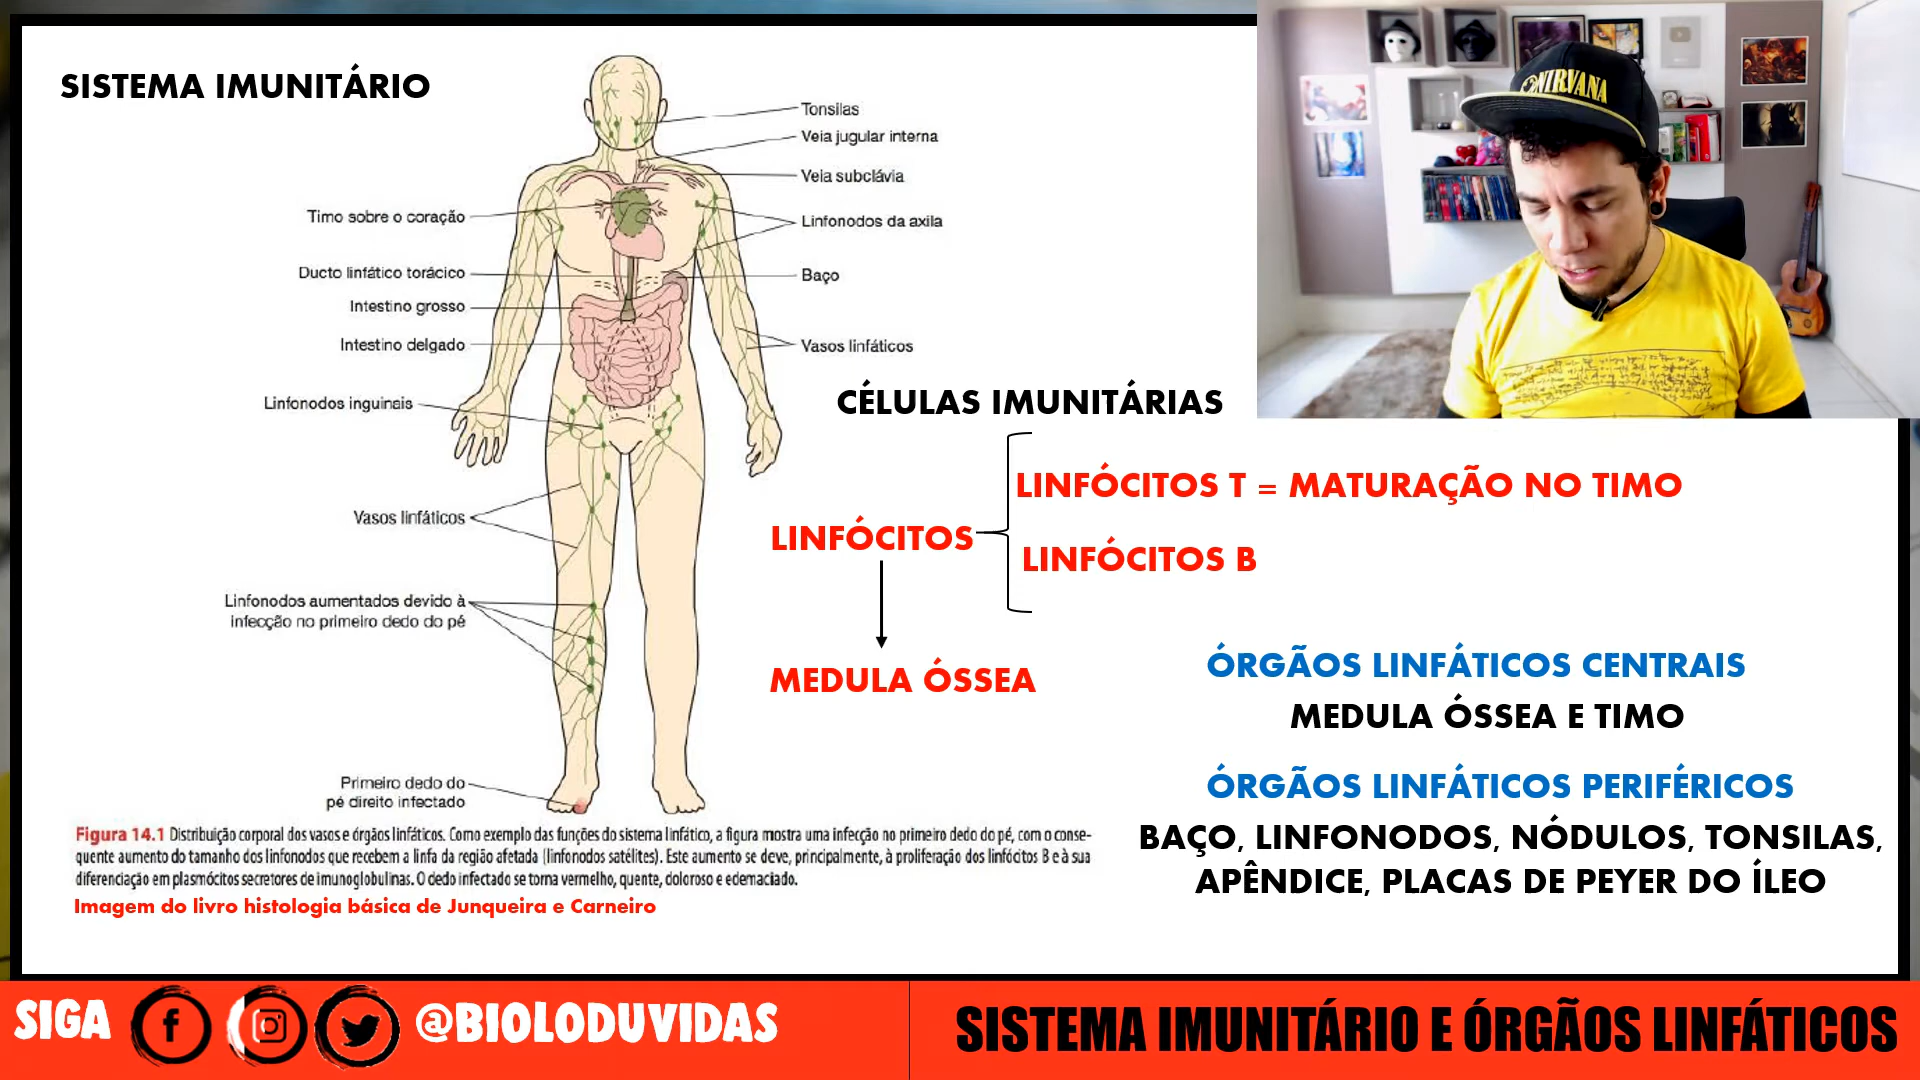 SISTEMA IMUNITÁRIO
Tonsilas
Veia jugular interna
Veia subclávia
Timo sobre o coração
Linfonodos da axila
Ducto linfático torácico
Baço
Intestino grosso
Intestino delgado
Vasos linfáticos
Linfonodos inguinais
Vasos linfáticos
Linfonodos aumentados devido à
infecção no primeiro dedo do pé
Primeiro dedo do
pé direito infectado
Figura 14.1 Distribuição corporal dos vasos e órgãos linfáticos. Como exemplo das funções do sistema linfático, a figura mostra uma infecção no primeiro dedo do pé, com o conse-
quente aumento do tamanho dos linfonodos que recebem a linfa da região afetada (linfonodos satélites). Este aumento se deve, principalmente, à proliferação dos linfócitos B e à sua
diferenciação em plasmócitos secretores de imunoglobulinas. O dedo infectado se torna vermelho, quente, doloroso e edemaciado.
Imagem do livro histologia básica de Junqueira e Carneiro
NIRVANA
CÉLULAS IMUNITÁRIAS
LINFÓCITOS T = MATURAÇÃO NO TIMO
LINFÓCITOS
LINFÓCITOS B
MEDULA ÓSSEA
ÓRGÃOS LINFÁTICOS CENTRAIS
MEDULA ÓSSEA E TIMO
ÓRGÃOS LINFÁTICOS PERIFÉRICOS
BAÇO, LINFONODOS, NÓDULOS, TONSILAS,
APÊNDICE, PLACAS DE PEYER DO ÍLEO
SIGA @BIOLODUVIDAS
SISTEMA IMUNITÁRIO E ÓRGÃOS LINFÁTICOS